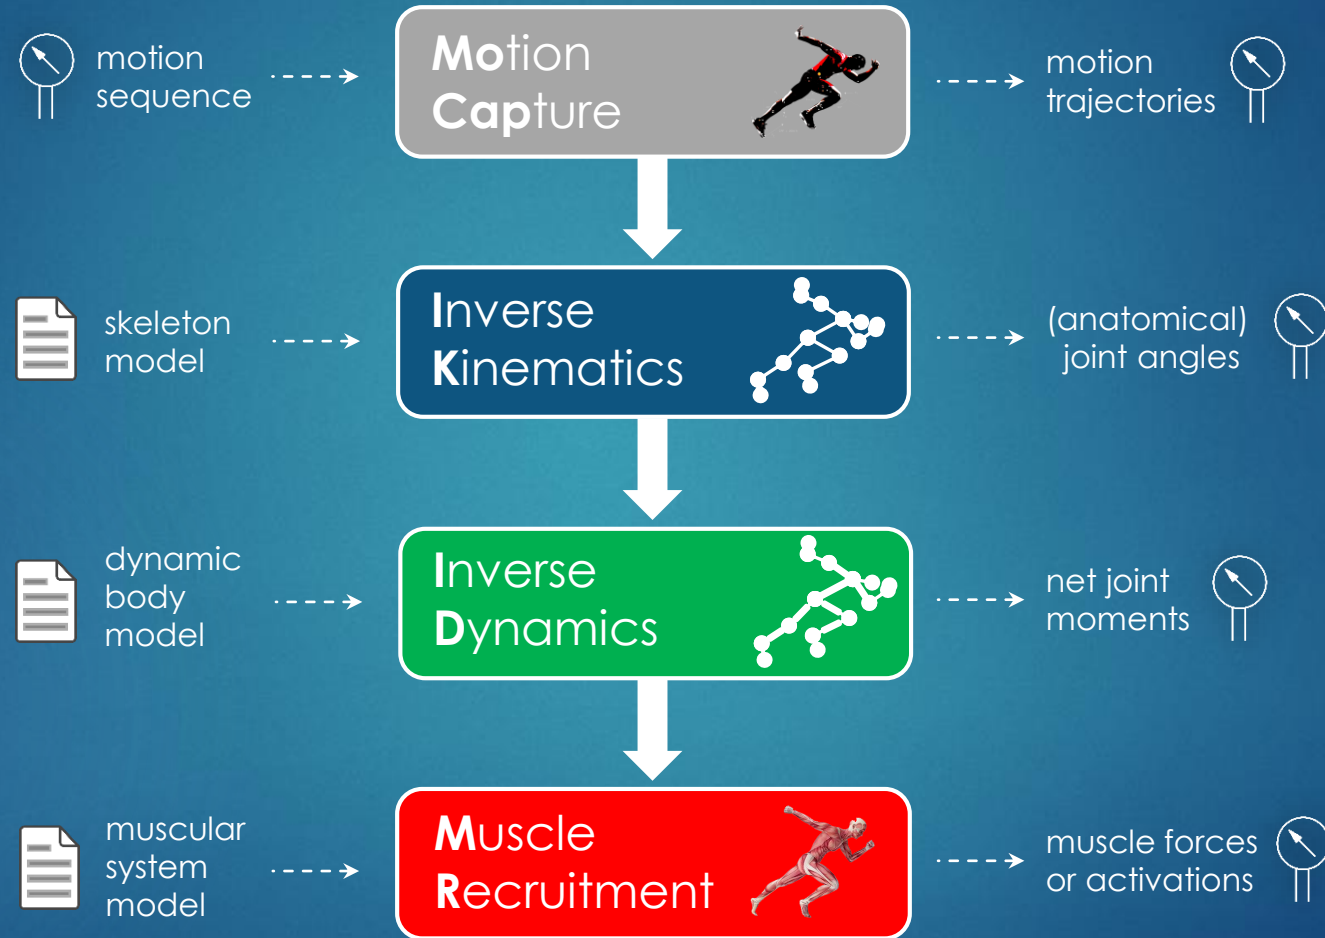 motion
sequence
Motion
Capture
motion
trajectories
skeleton
model
Inverse
Kinematics
(anatomical)
joint angles
dynamic
body
model
Inverse
Dynamics
net joint
moments
muscular
system
model
Muscle
Recruitment
muscle forces
or activations